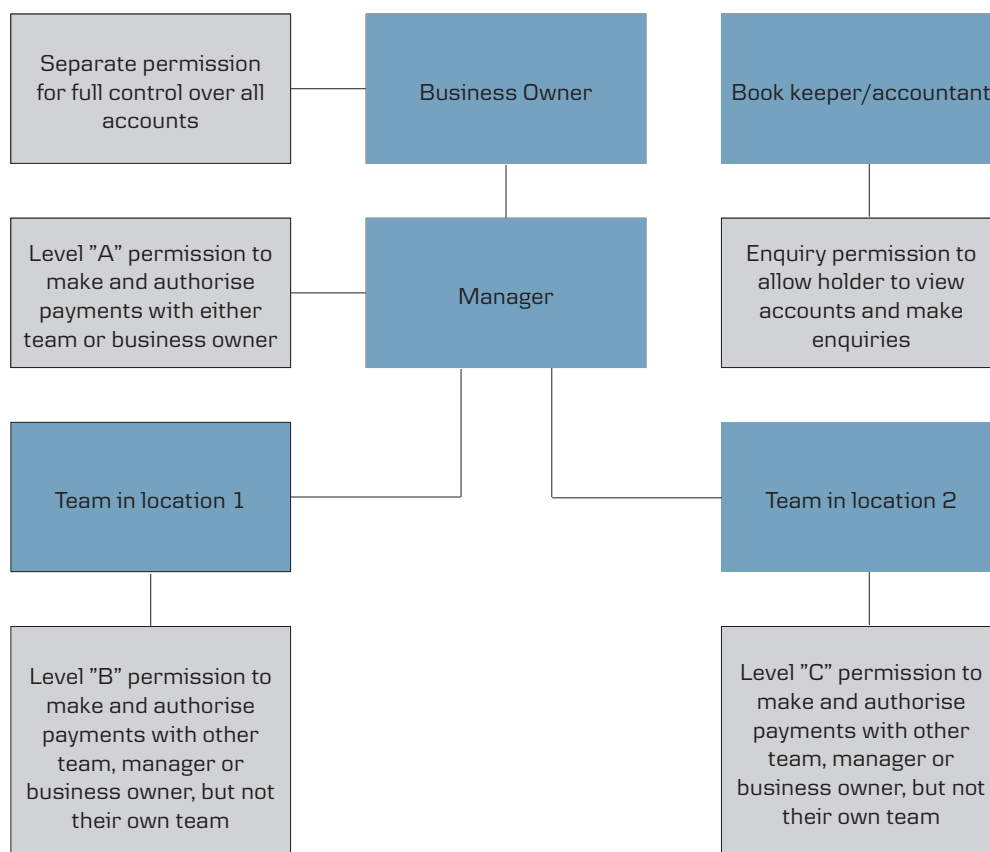 Separate permission
for full control over all
accounts
Business Owner
Book keeper/accountant
Level ”A” permission to
make and authorise
payments with either
team or business owner
Manager
Enquiry permission to
allow holder to view
accounts and make
enquiries
Team in location 1
Team in location 2
Level ”B” permission to
make and authorise
payments with other
team, manager or
business owner, but not
their own team
Level ”C” permission to
make and authorise
payments with other
team, manager or
business owner, but not
their own team